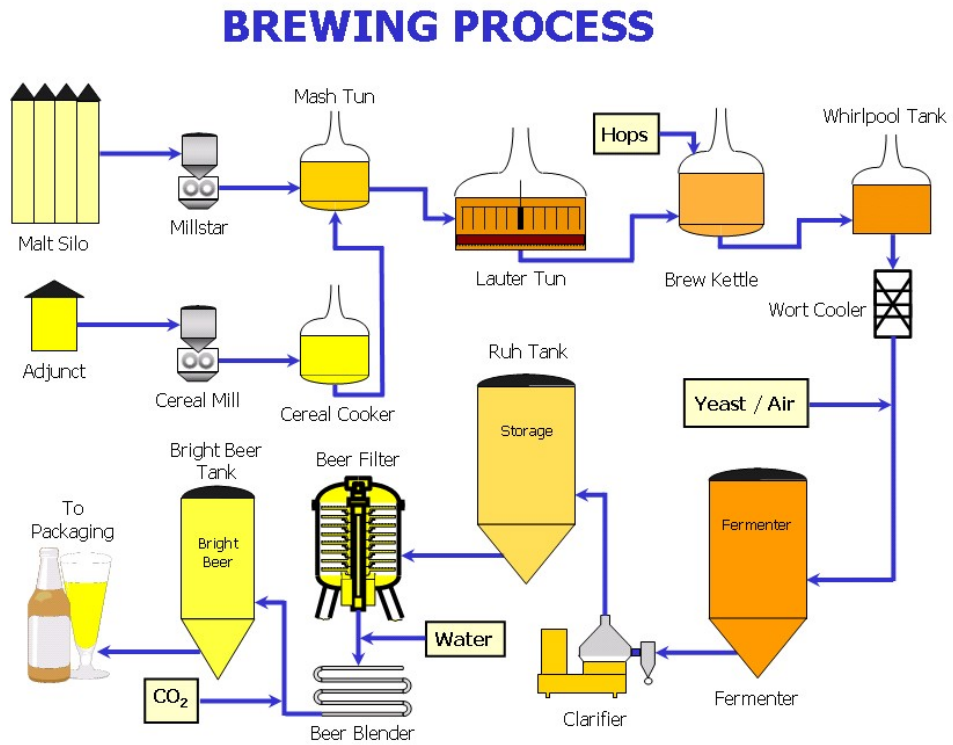 BREWING PROCESS
Mash Tun
Hops
Whirlpool Tank
Malt Silo
Millstar
Lauter Tun
Brew Kettle
Wort Cooler
Adjunct
Cereal Mill
Cereal Cooker
Ruh Tank
Storage
Yeast / Air
Bright Beer
Tank
Beer Filter
To
Packaging
Bright
Beer
Fermenter
Water
CO₂
Beer Blender
Clarifier
Fermenter